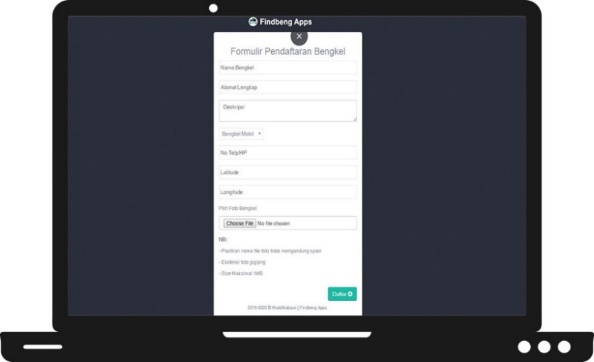 Findbeng Apps
×
Formulir Pendaftaran Bengkel
Nama Bengkel
Alamat Lengkap
Deskripsi
Bengkel Mobil
No Telp/HP
Latitude
Longitude
Pilih Foto Bengkel
Choose File No file chosen
NB:
- Pastikan nama file foto tidak mengandung spasi
- Ekstensi foto jpg/png
- Size Maksimal 1MB
Daftar
2019-2020 © Findbeng Apps